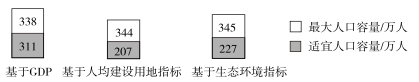 338
311
基于GDP
344
207
基于人均建设用地指标
345
227
基于生态环境指标
最大人口容量/万人
适宜人口容量/万人